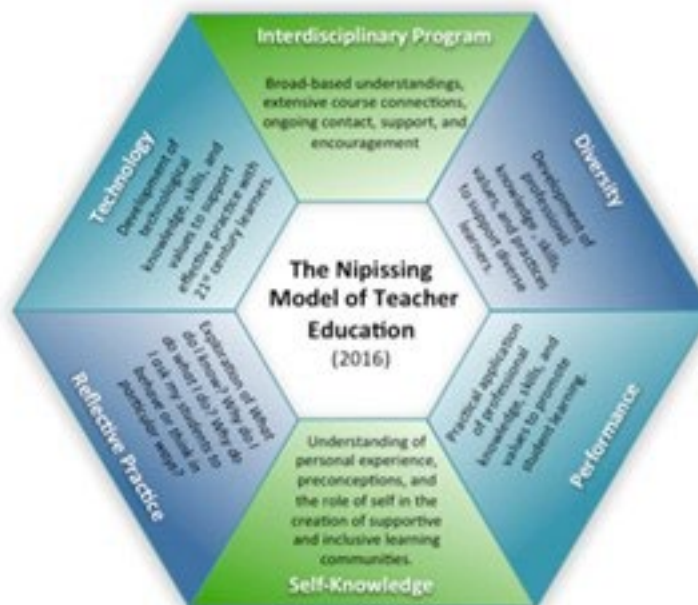 Interdisciplinary Program
Broad-based understandings,
extensive course connections,
ongoing contact, support, and
encouragement
Diversity
Development of
professional
knowledge, skills,
values, and practices
to support diverse
learners.
Performance
Practical application
of professional
knowledge, skills, and
values to promote
student learning.
Understanding of
personal experience,
preconceptions, and
the role of self in the
creation of supportive
and inclusive learning
communities.
Self-Knowledge
Reflective Practice
Exploration of What
do I know? Why do I
do what I do? Why do
I ask my students to
behave or think in
particular ways?
Technology
Development of
technological
knowledge, skills, and
values to support
effective practice with
21st century learners.
The Nipissing
Model of Teacher
Education
(2016)